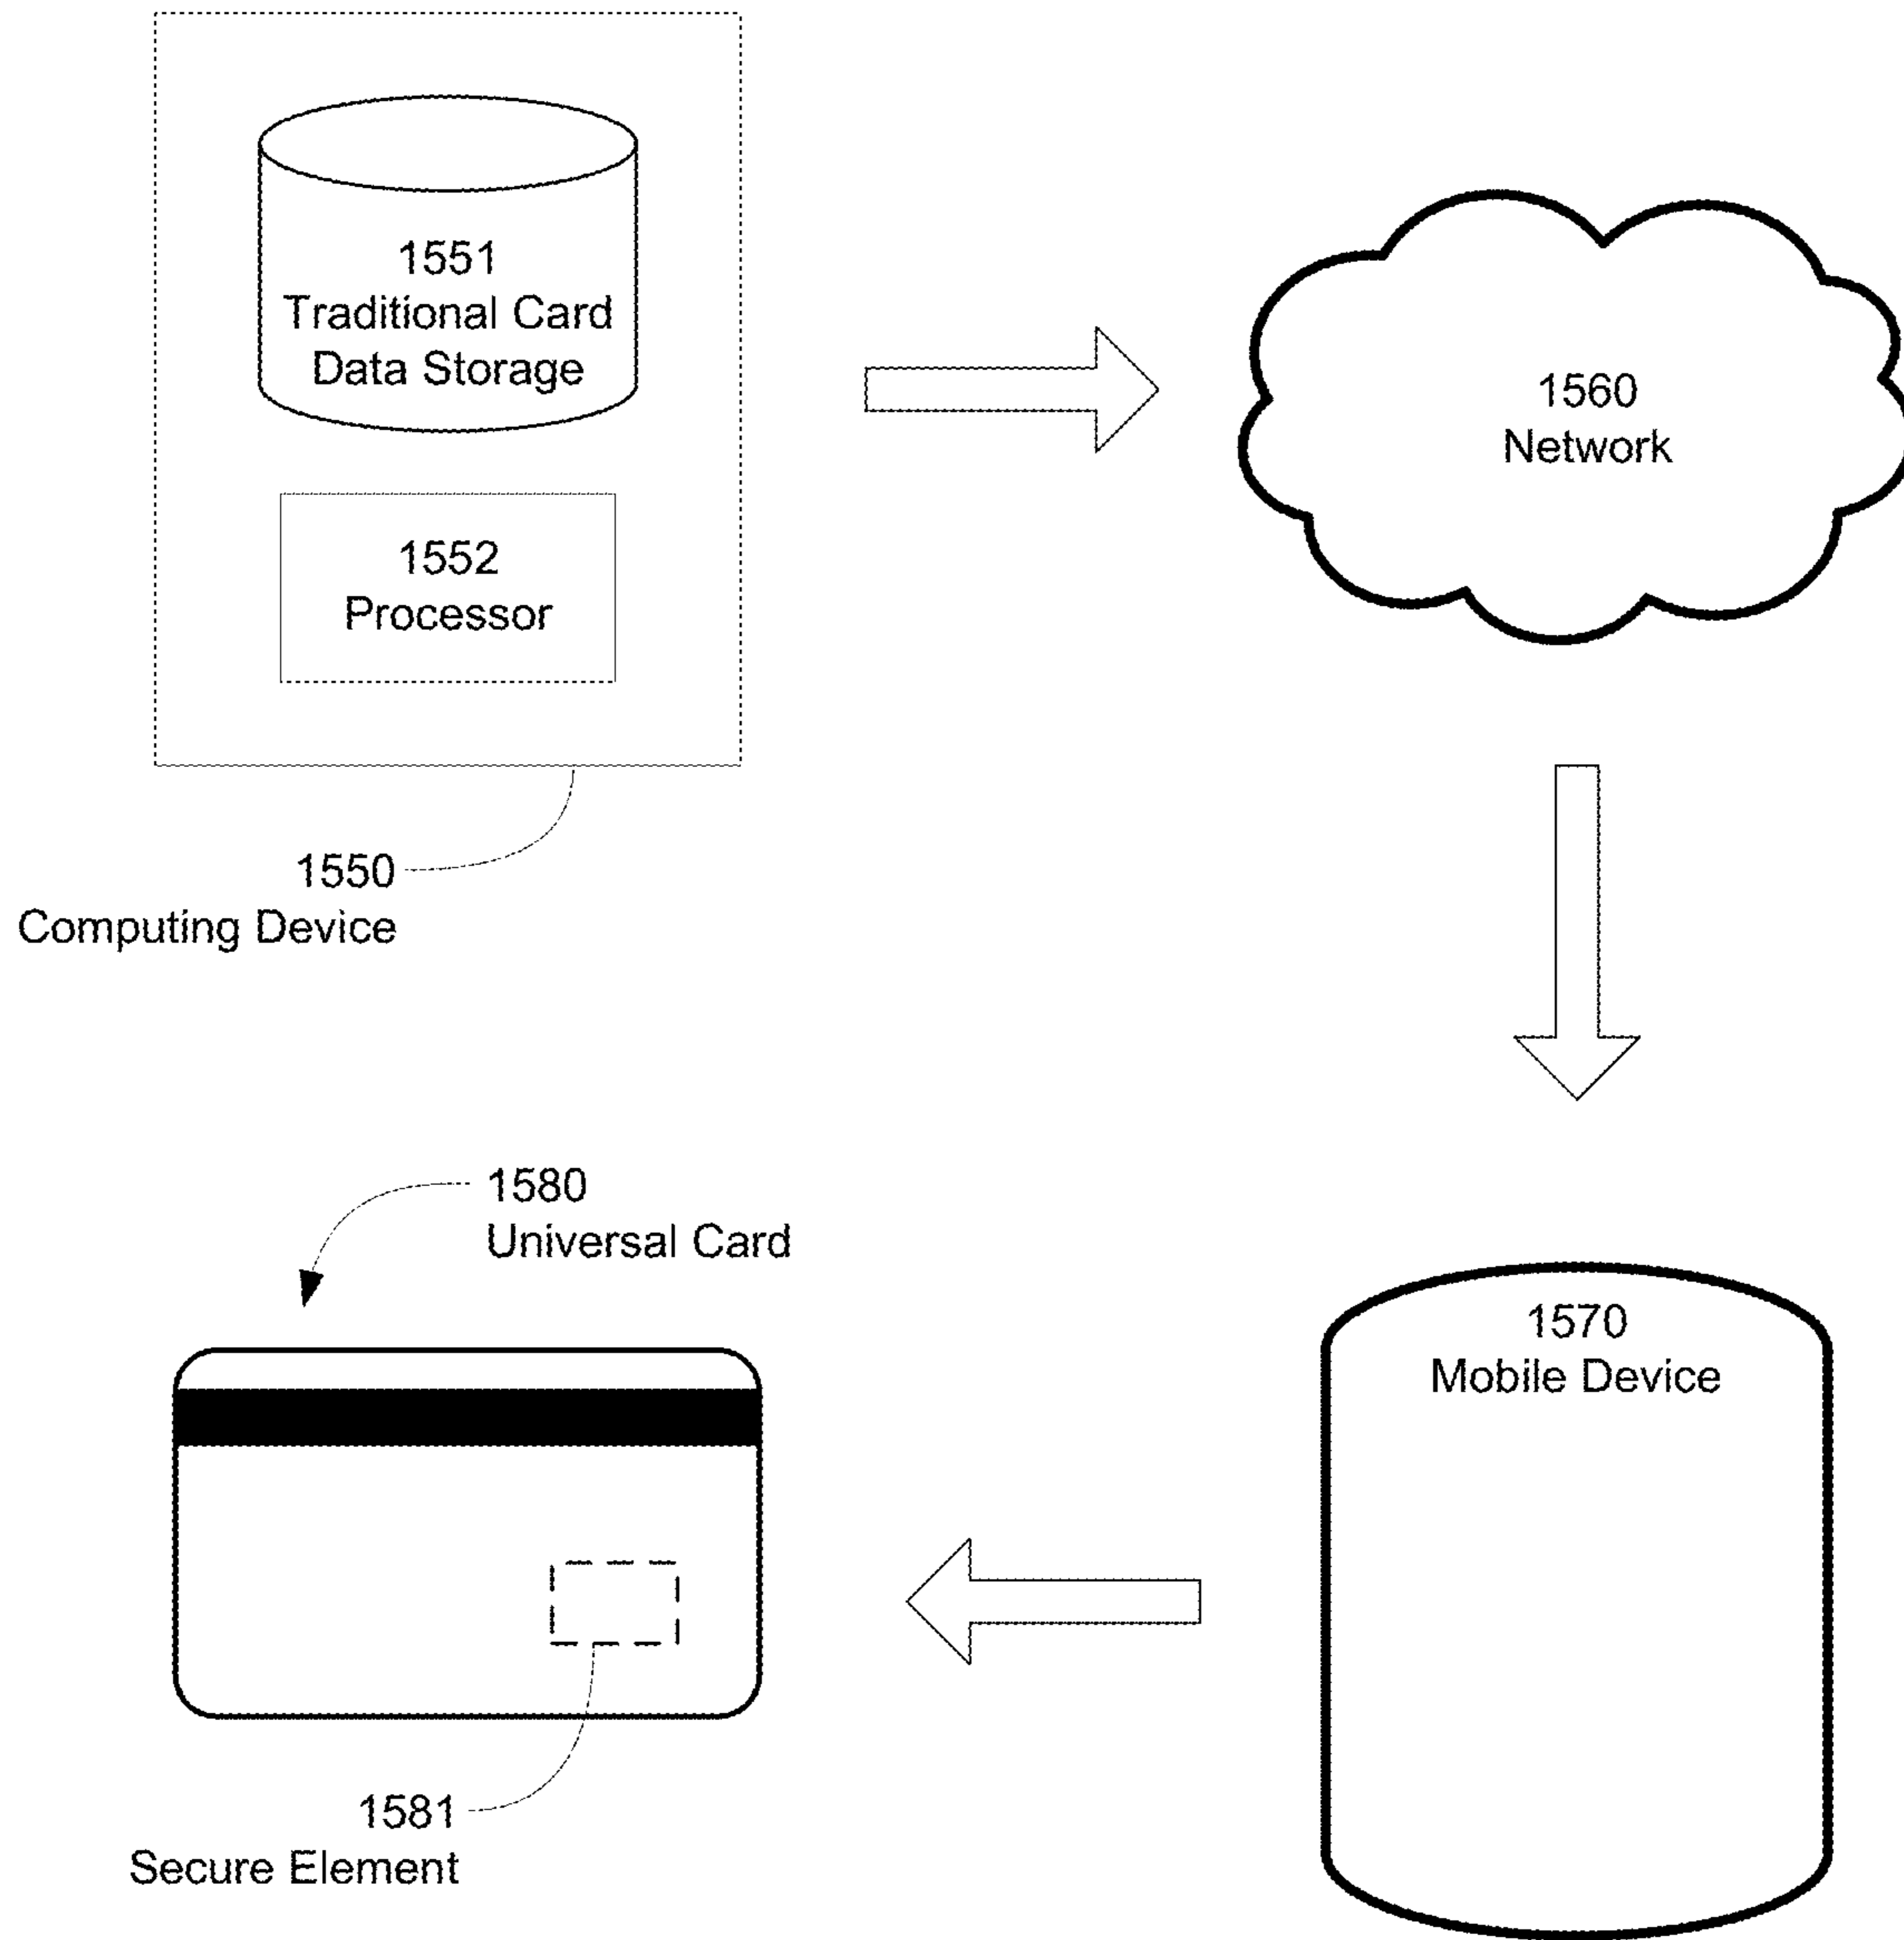 1551
Traditional Card
Data Storage
1552
Processor
1550
Computing Device
1560
Network
1570
Mobile Device
1580
Universal Card
1581
Secure Element